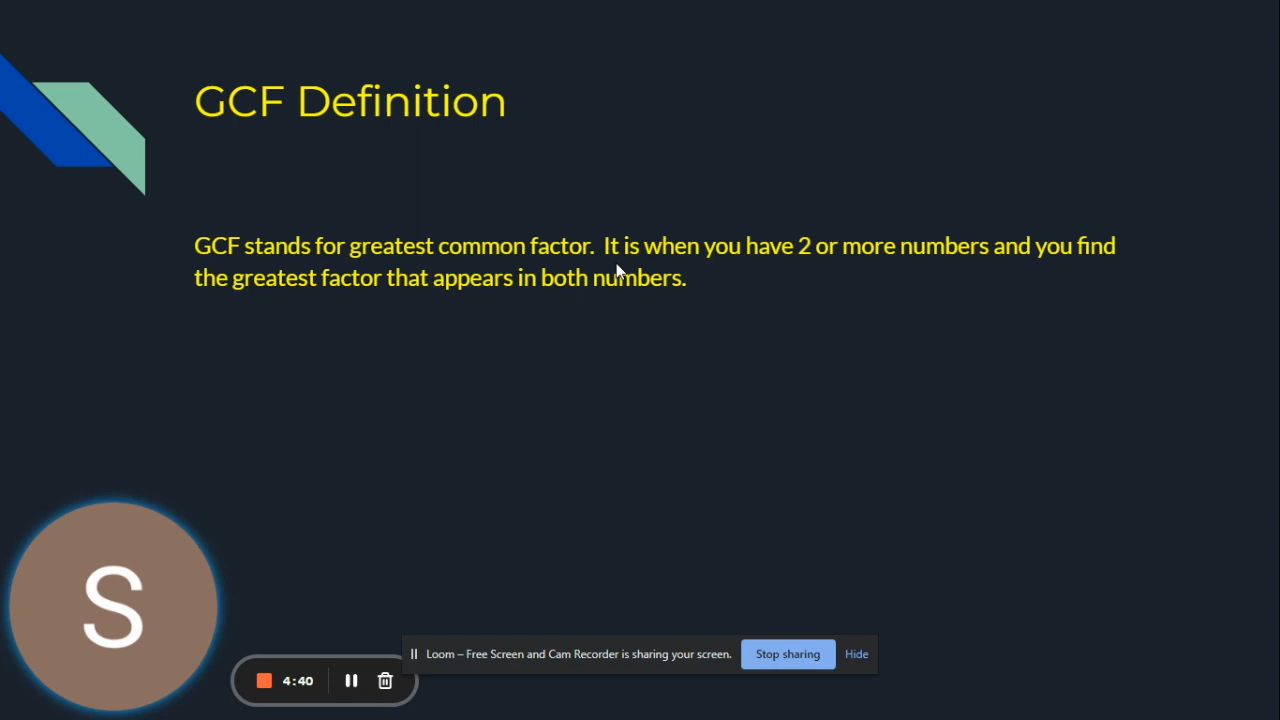 GCF Definition
GCF stands for greatest common factor.  It is when you have 2 or more numbers and you find
the greatest factor that appears in both numbers.
S
4:40
Loom – Free Screen and Cam Recorder is sharing your screen.
Stop sharing
Hide